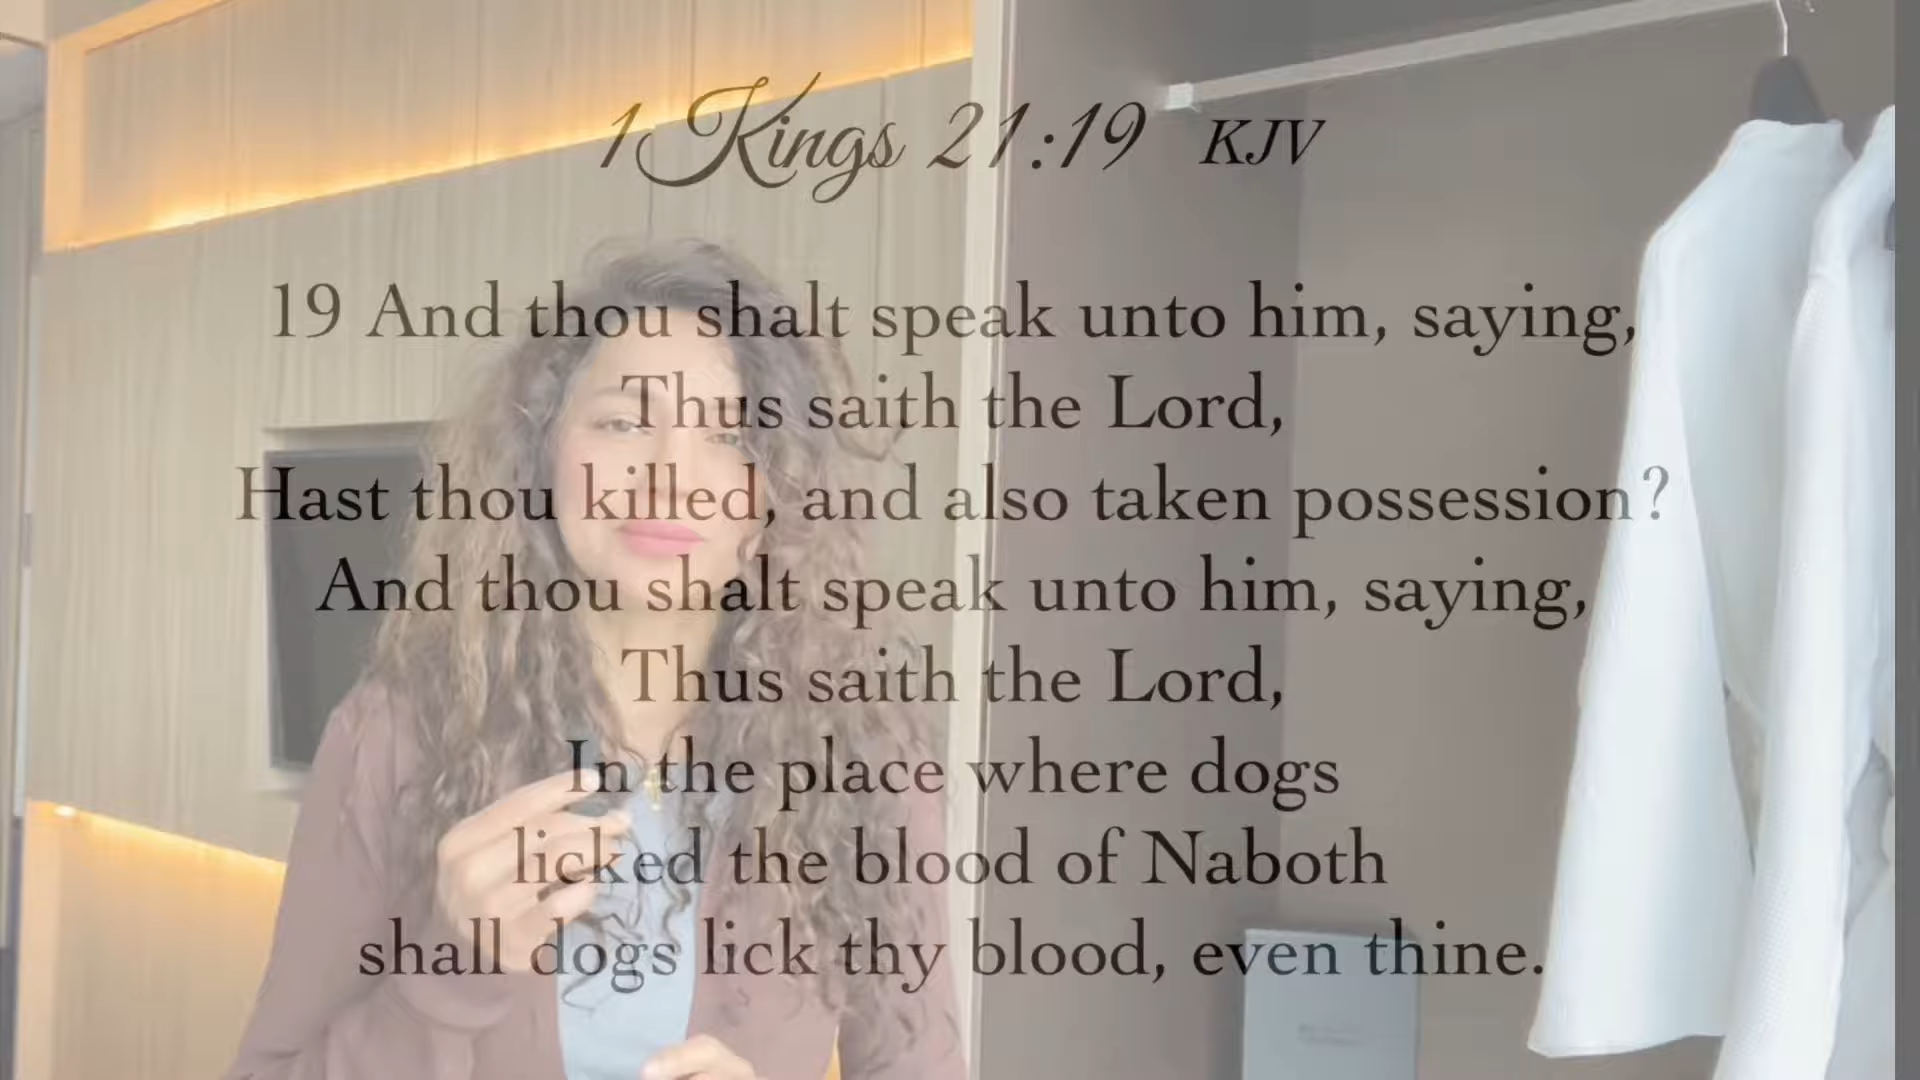 1 Kings 21:19 KJV
19 And thou shalt speak unto him, saying,
Thus saith the Lord,
Hast thou killed, and also taken possession?
And thou shalt speak unto him, saying,
Thus saith the Lord,
In the place where dogs
licked the blood of Naboth
shall dogs lick thy blood, even thine.